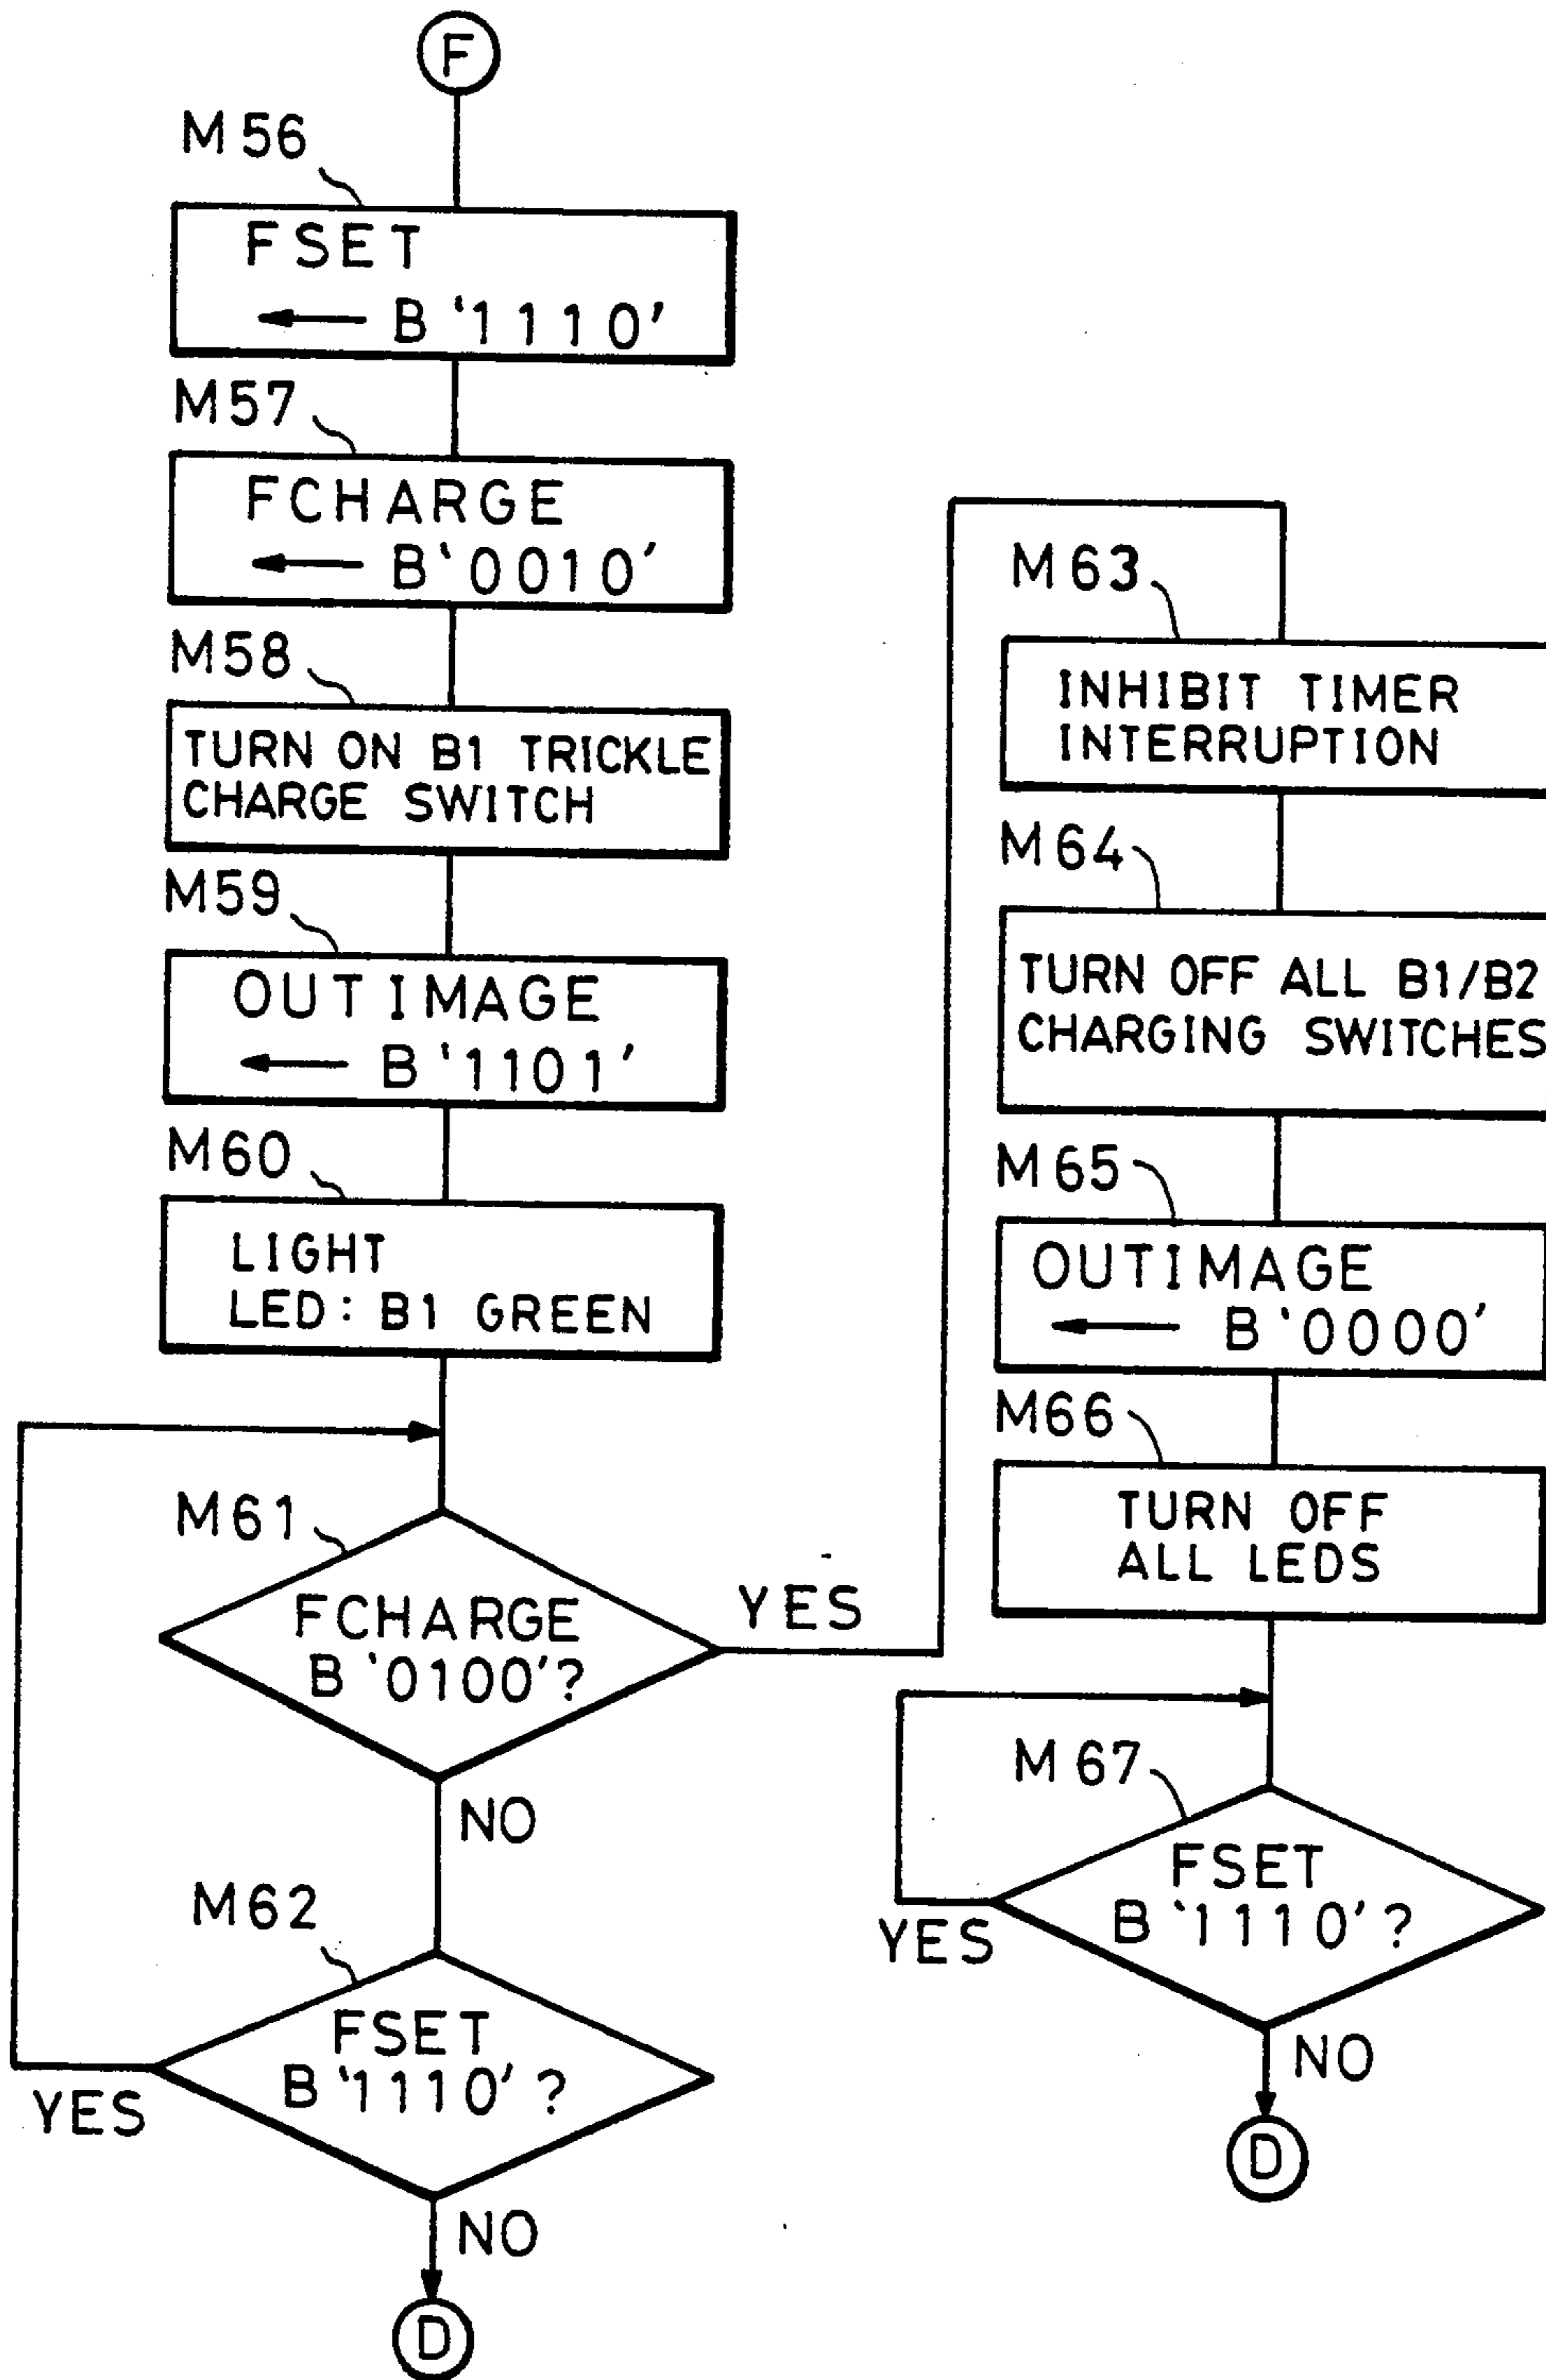 F
M56
FSET
← B '1110'
M57
FCHARGE
← B '0010'
M58
TURN ON B1 TRICKLE
CHARGE SWITCH
M59
OUTIMAGE
← B '1101'
M60
LIGHT
LED: B1 GREEN
M61
FCHARGE
B '0100'?
YES
NO
M62
FSET
B '1110'?
YES
NO
D
M63
INHIBIT TIMER
INTERRUPTION
M64
TURN OFF ALL B1/B2
CHARGING SWITCHES
M65
OUTIMAGE
← B '0000'
M66
TURN OFF
ALL LEDS
M67
FSET
B '1110'?
YES
NO
D